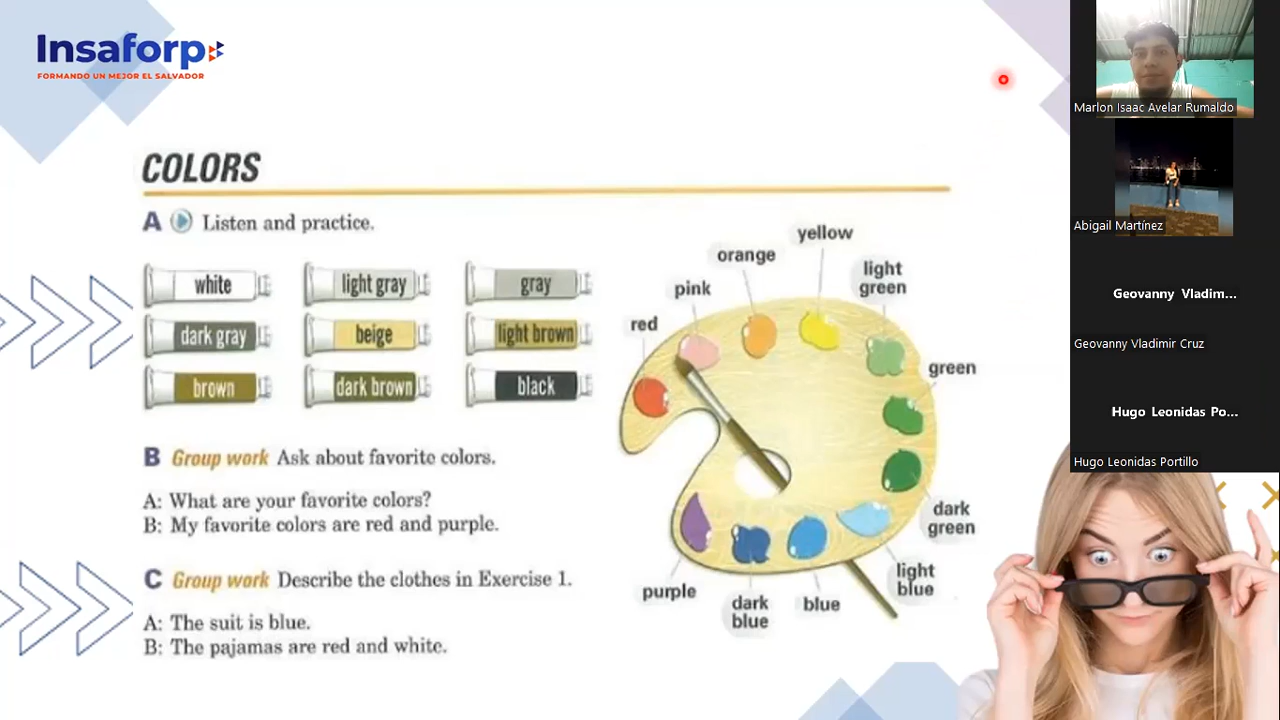 Insaforp
FORMANDO UN MEJOR EL SALVADOR
COLORS
A Listen and practice.
white
light gray
gray
dark gray
beige
light brown
brown
dark brown
black
B Group work Ask about favorite colors.
A: What are your favorite colors?
B: My favorite colors are red and purple.
C Group work Describe the clothes in Exercise 1.
A: The suit is blue.
B: The pajamas are red and white.
red
pink
orange
yellow
light
green
green
dark
green
light
blue
blue
dark
blue
purple
Marlon Isaac Avelar Rumaldo
Abigail Martínez
Geovanny Vladim...
Geovanny Vladimir Cruz
Hugo Leonidas Po...
Hugo Leonidas Portillo